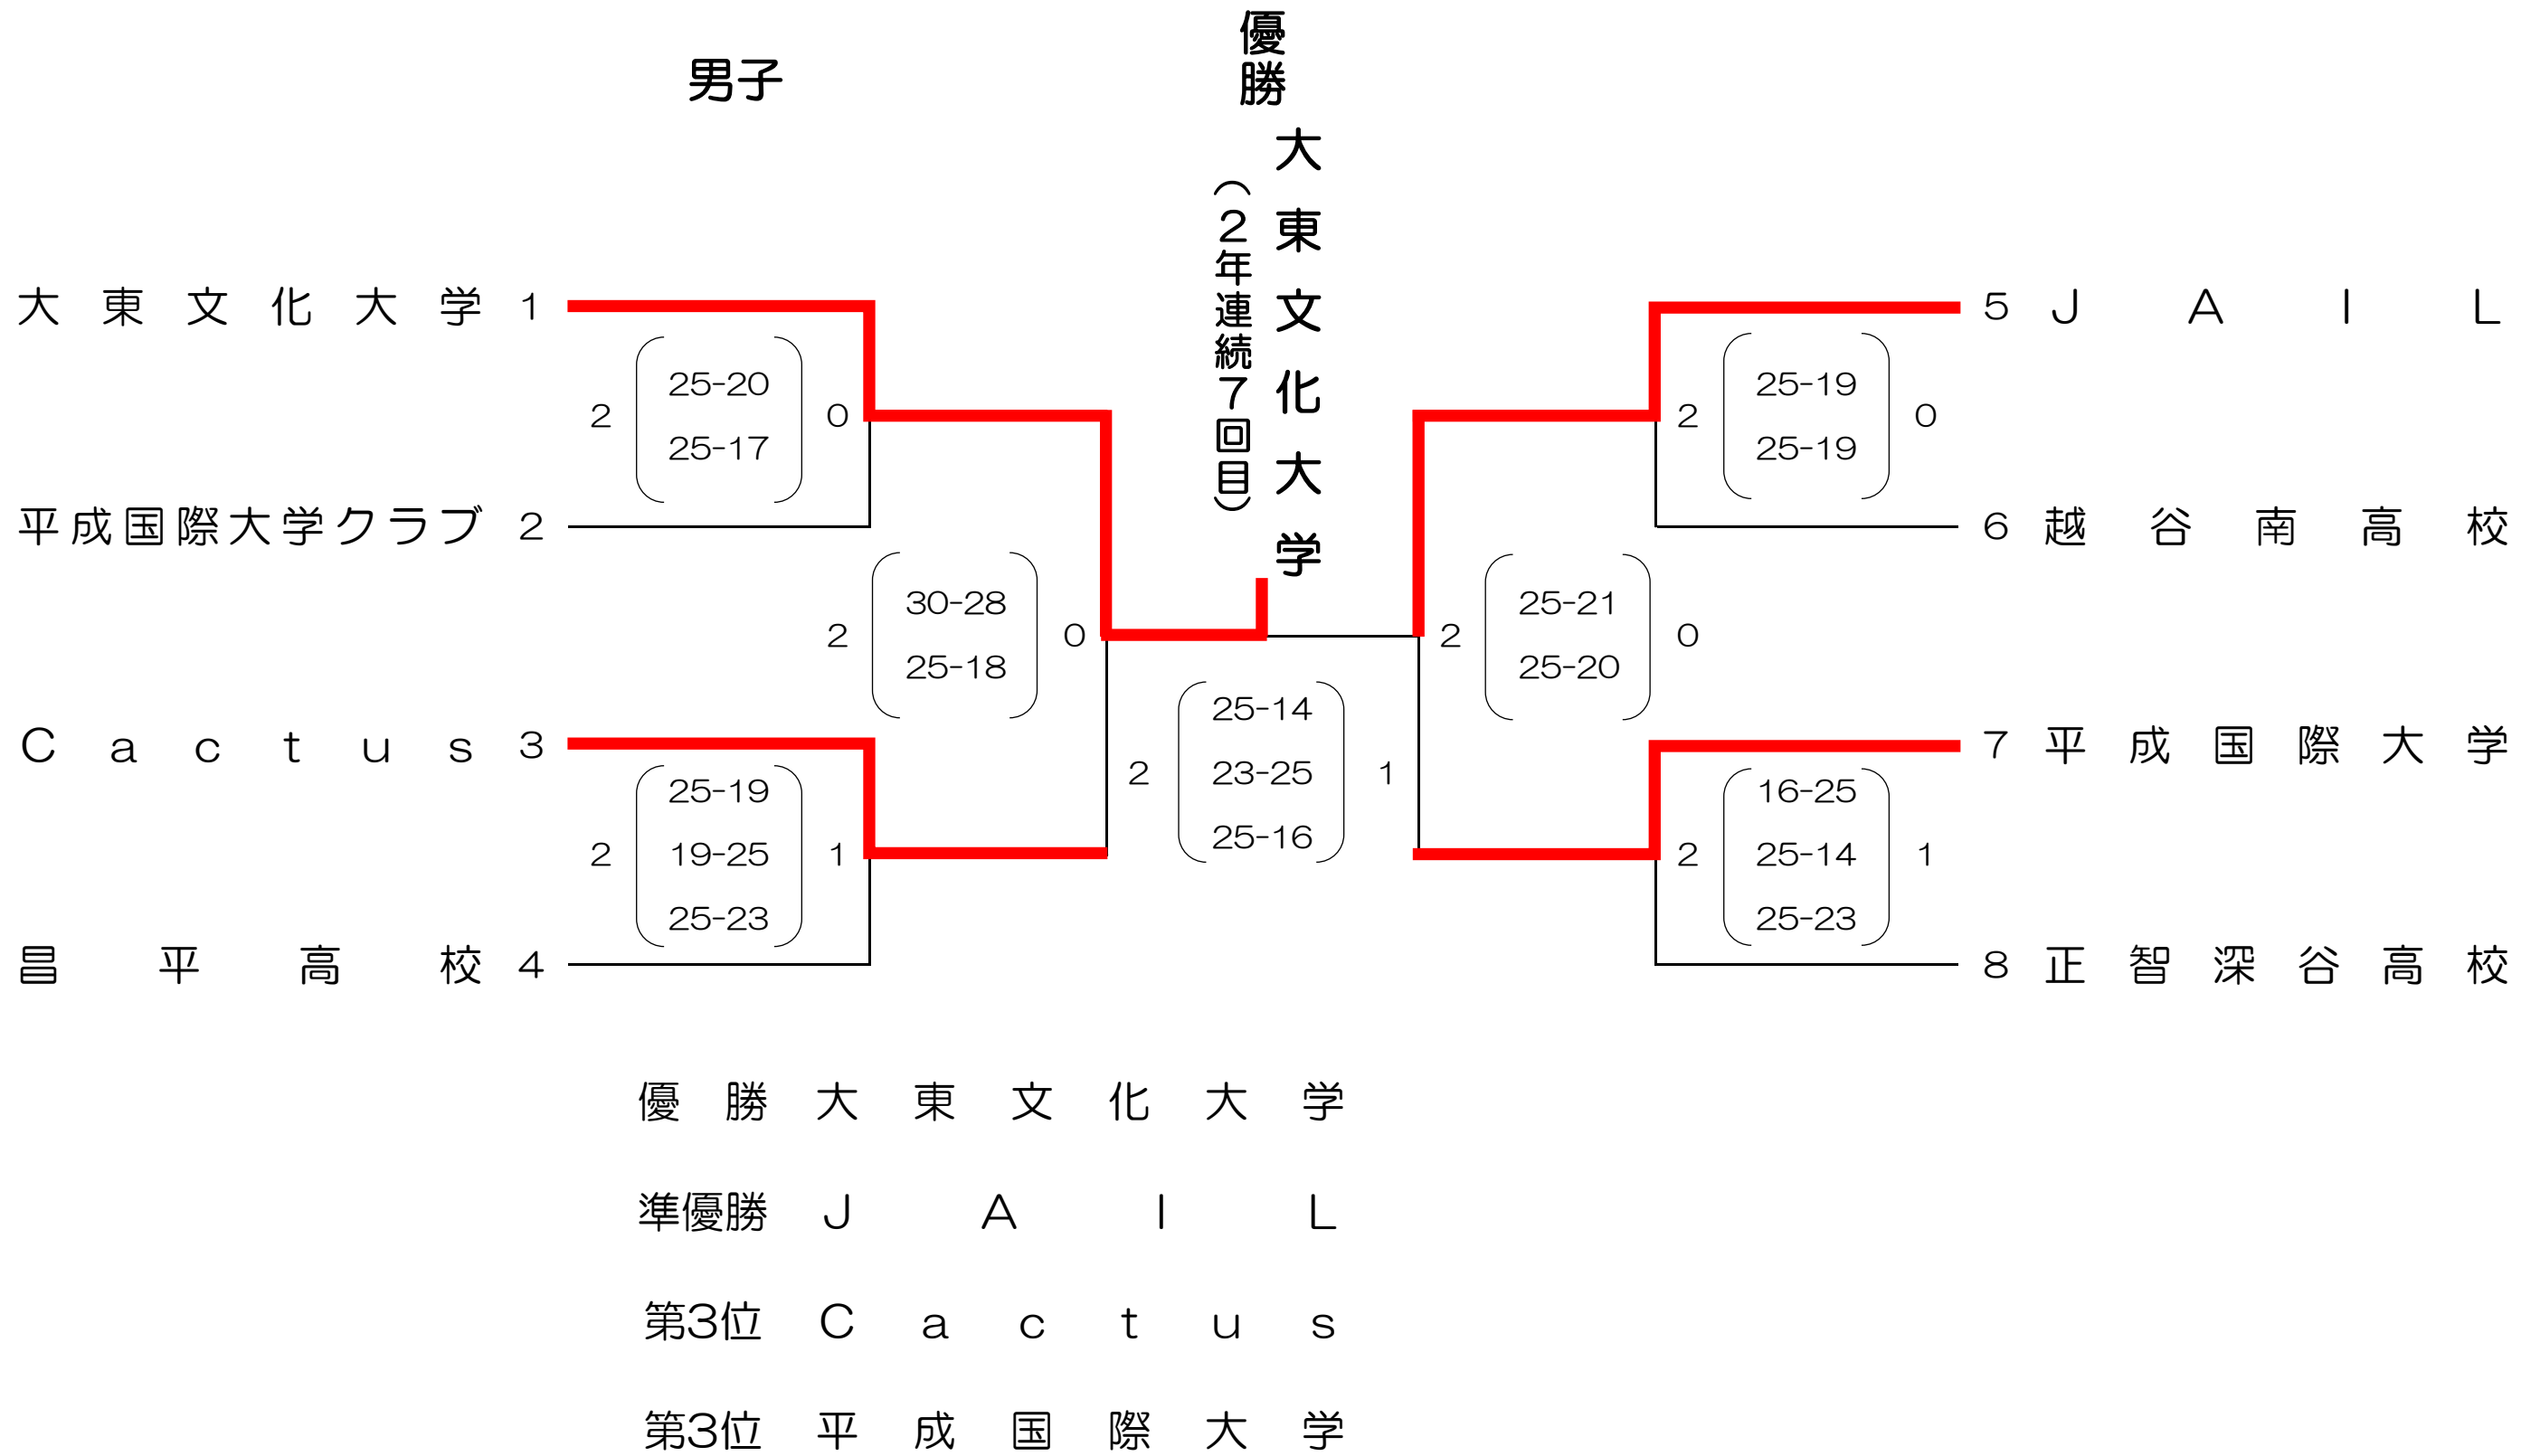 男子
優勝
大東文化大学
（2年連続7回目）
大東文化大学 1
2 25-20 0
25-17
平成国際大学クラブ 2
2 30-28 0
25-18
Cactus 3
2 25-19 1
19-25
25-23
昌平高校 4
2 25-14 1
23-25
25-16
5 JAIL
2 25-19 0
25-19
6 越谷南高校
2 25-21 0
25-20
7 平成国際大学
2 16-25 1
25-14
25-23
8 正智深谷高校
優勝 大東文化大学
準優勝 JAIL
第3位 Cactus
第3位 平成国際大学